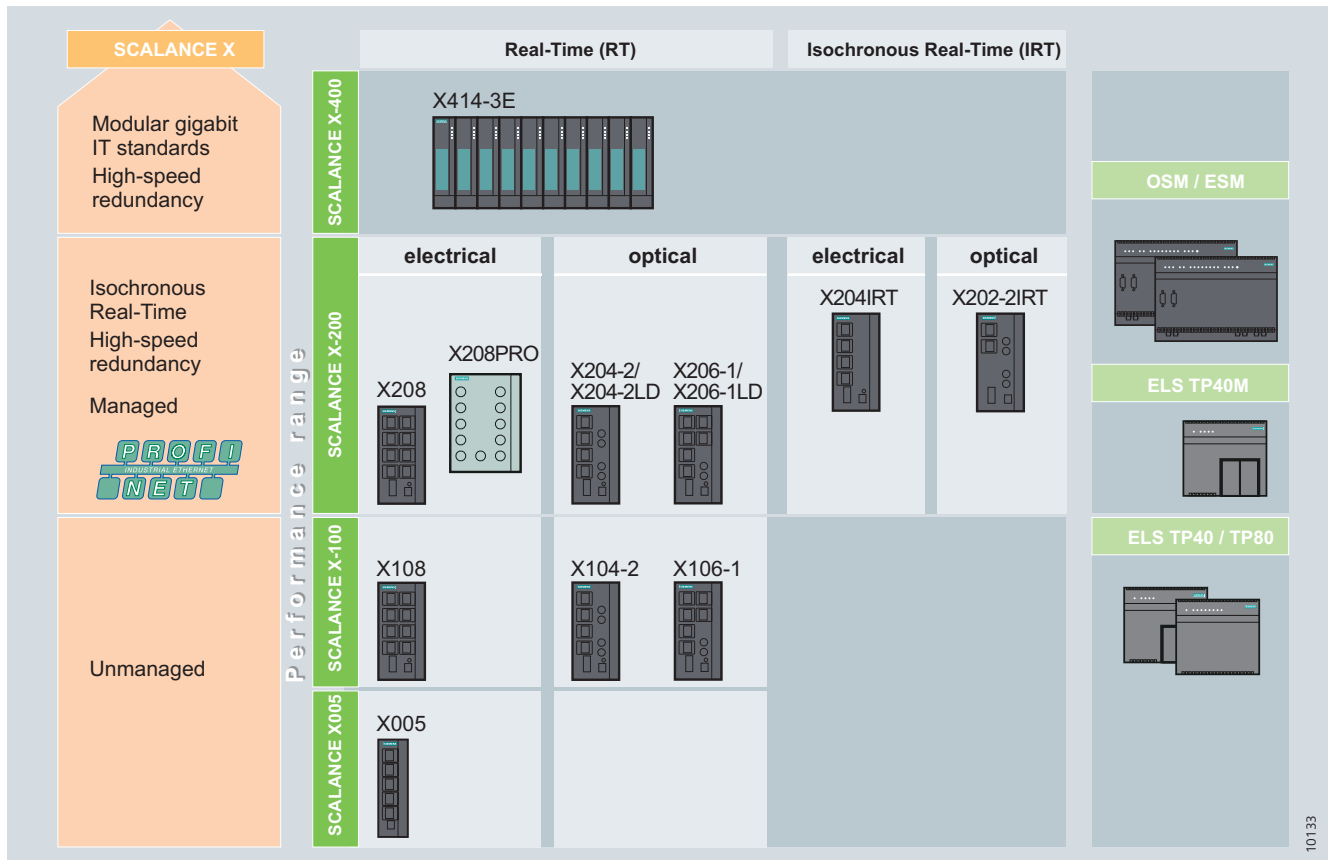 SCALANCE X
Modular gigabit
IT standards
High-speed
redundancy
Isochronous
Real-Time
High-speed
redundancy
Managed
PROFI
INDUSTRIAL ETHERNET
NET
Unmanaged
Performance range
Real-Time (RT)
Isochronous Real-Time (IRT)
SCALANCE X-400
X414-3E
SCALANCE X-200
electrical
optical
electrical
optical
X208
X208PRO
X204-2/
X204-2LD
X206-1/
X206-1LD
X204IRT
X202-2IRT
SCALANCE X-100
X108
X104-2
X106-1
SCALANCE X005
X005
OSM / ESM
ELS TP40M
ELS TP40 / TP80
10133